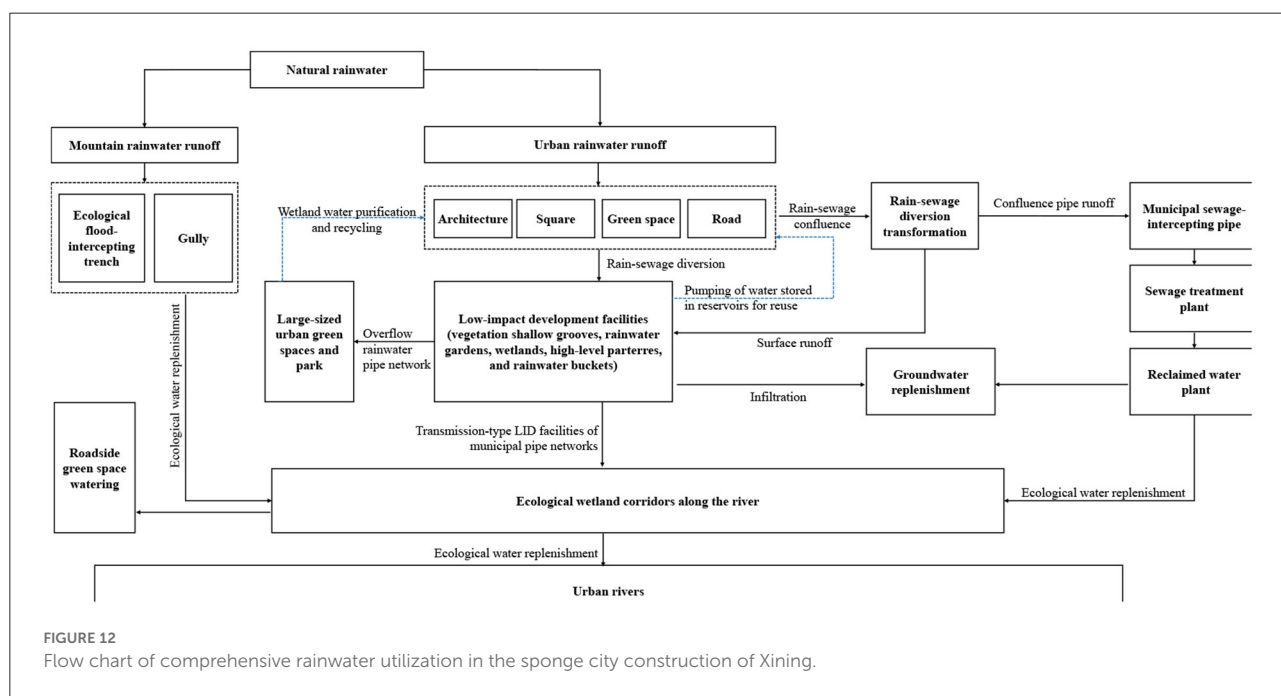 Natural rainwater
Mountain rainwater runoff
Urban rainwater runoff
Ecological
flood-
intercepting
trench
Gully
Wetland water purification
and recycling
Architecture
Square
Green space
Road
Rain-sewage
confluence
Rain-sewage
diversion
transformation
Confluence pipe runoff
Municipal sewage-
intercepting pipe
Rain-sewage diversion
Pumping of water stored
in reservoirs for reuse
Sewage treatment
plant
Large-sized
urban green
spaces and
park
Overflow
rainwater
pipe network
Low-impact development facilities
(vegetation shallow grooves, rainwater
gardens, wetlands, high-level parterres,
and rainwater buckets)
Surface runoff
Infiltration
Groundwater
replenishment
Reclaimed water
plant
Ecological water replenishment
Transmission-type LID facilities of
municipal pipe networks
Roadside
green space
watering
Ecological wetland corridors along the river
Ecological water replenishment
Ecological water replenishment
Urban rivers
FIGURE 12
Flow chart of comprehensive rainwater utilization in the sponge city construction of Xining.